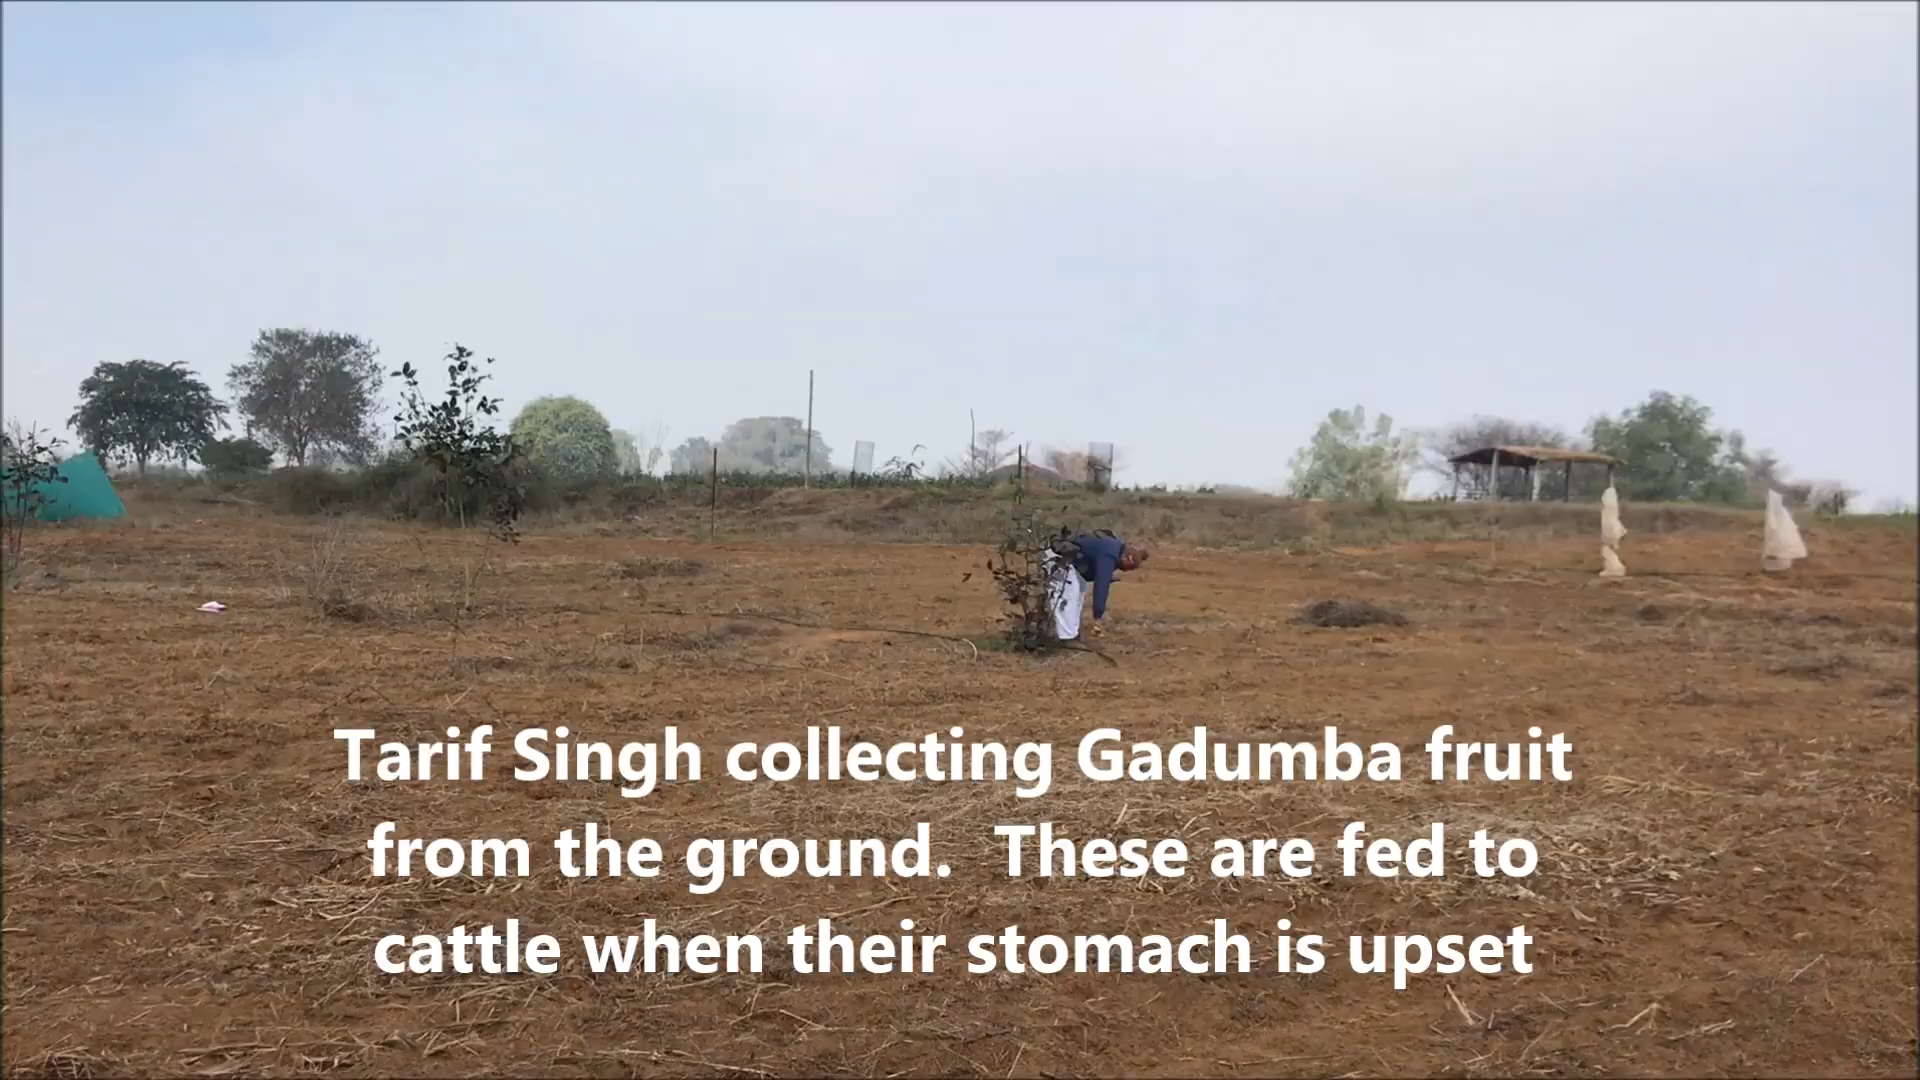 Tarif Singh collecting Gadumba fruit
from the ground.  These are fed to
cattle when their stomach is upset